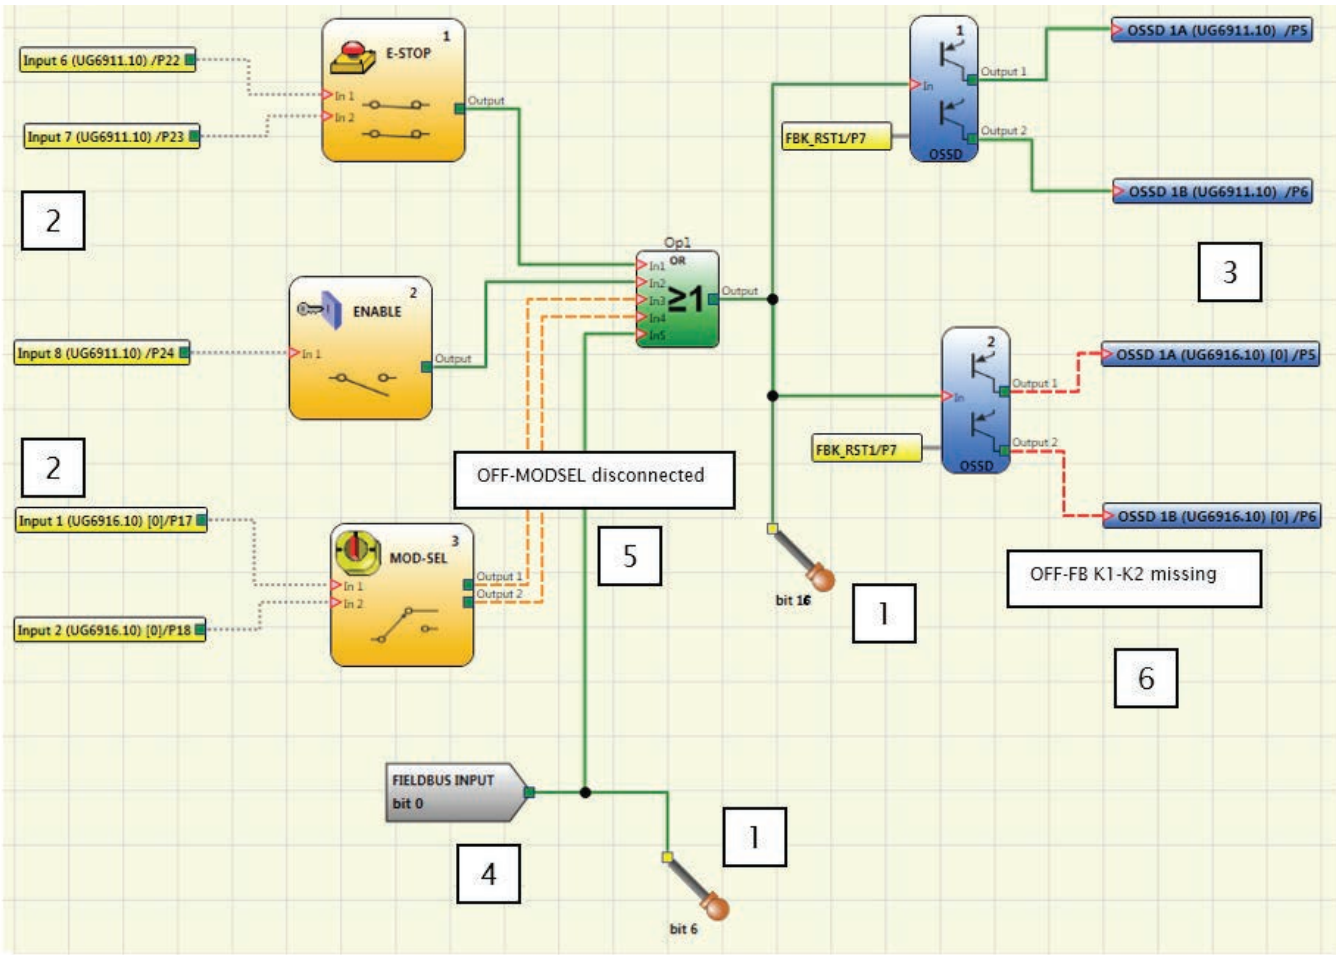 Input 6 (UG6911.10) /P22
Input 7 (UG6911.10) /P23
1
E-STOP
In 1
In 2
Output
2
2
ENABLE
Input 8 (UG6911.10) /P24
In 1
Output
2
Input 1 (UG6916.10) [0]/P17
Input 2 (UG6916.10) [0]/P18
3
MOD-SEL
In 1
In 2
Output 1
Output 2
OFF-MODSEL disconnected
5
Op1
OR
In1
In2
In3
In4
In5
≥1
Output
FIELDBUS INPUT
bit 0
4
1
bit 6
bit 16
1
1
In
Output 1
Output 2
OSSD
FBK_RST1/P7
OSSD 1A (UG6911.10) /P5
OSSD 1B (UG6911.10) /P6
3
2
In
Output 1
Output 2
OSSD
FBK_RST1/P7
OSSD 1A (UG6916.10) [0] /P5
OSSD 1B (UG6916.10) [0] /P6
OFF-FB K1-K2 missing
6